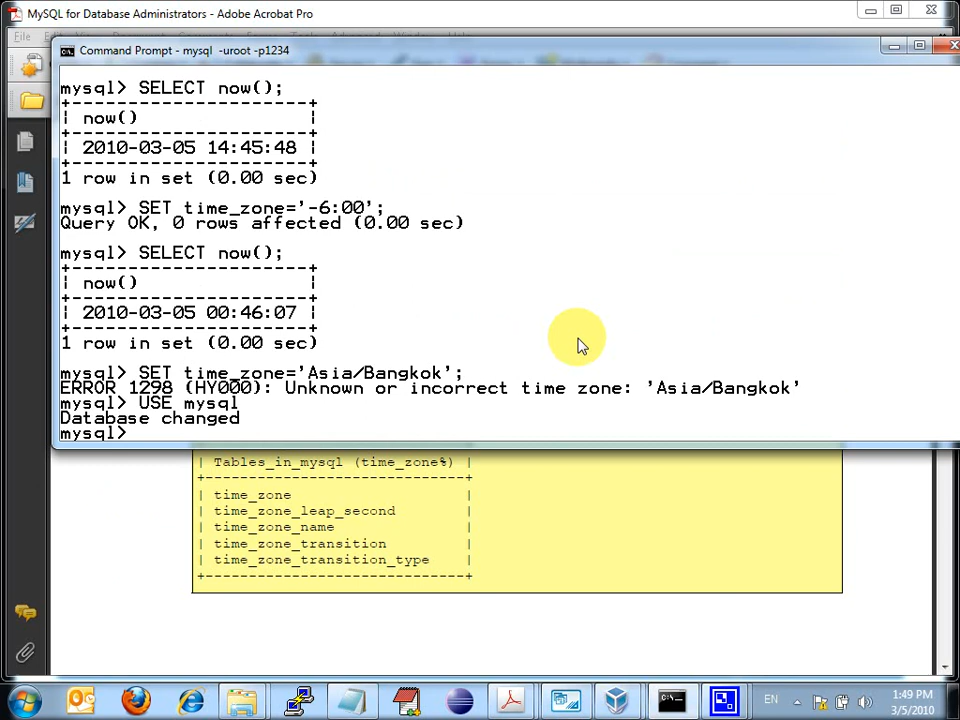 MySQL for Database Administrators - Adobe Acrobat Pro
File
Command Prompt - mysql -uroot -p1234
mysql> SELECT now();
+---------------------+
| now()               |
+---------------------+
| 2010-03-05 14:45:48 |
+---------------------+
1 row in set (0.00 sec)
mysql> SET time_zone='-6:00';
Query OK, 0 rows affected (0.00 sec)
mysql> SELECT now();
+---------------------+
| now()               |
+---------------------+
| 2010-03-05 00:46:07 |
+---------------------+
1 row in set (0.00 sec)
mysql> SET time_zone='Asia/Bangkok';
ERROR 1298 (HY000): Unknown or incorrect time zone: 'Asia/Bangkok'
mysql> USE mysql
Database changed
mysql>
| Tables_in_mysql (time_zone%) |
+------------------------------+
| time_zone                    |
| time_zone_leap_second        |
| time_zone_name               |
| time_zone_transition         |
| time_zone_transition_type    |
+------------------------------+
EN
1:49 PM
3/5/2010